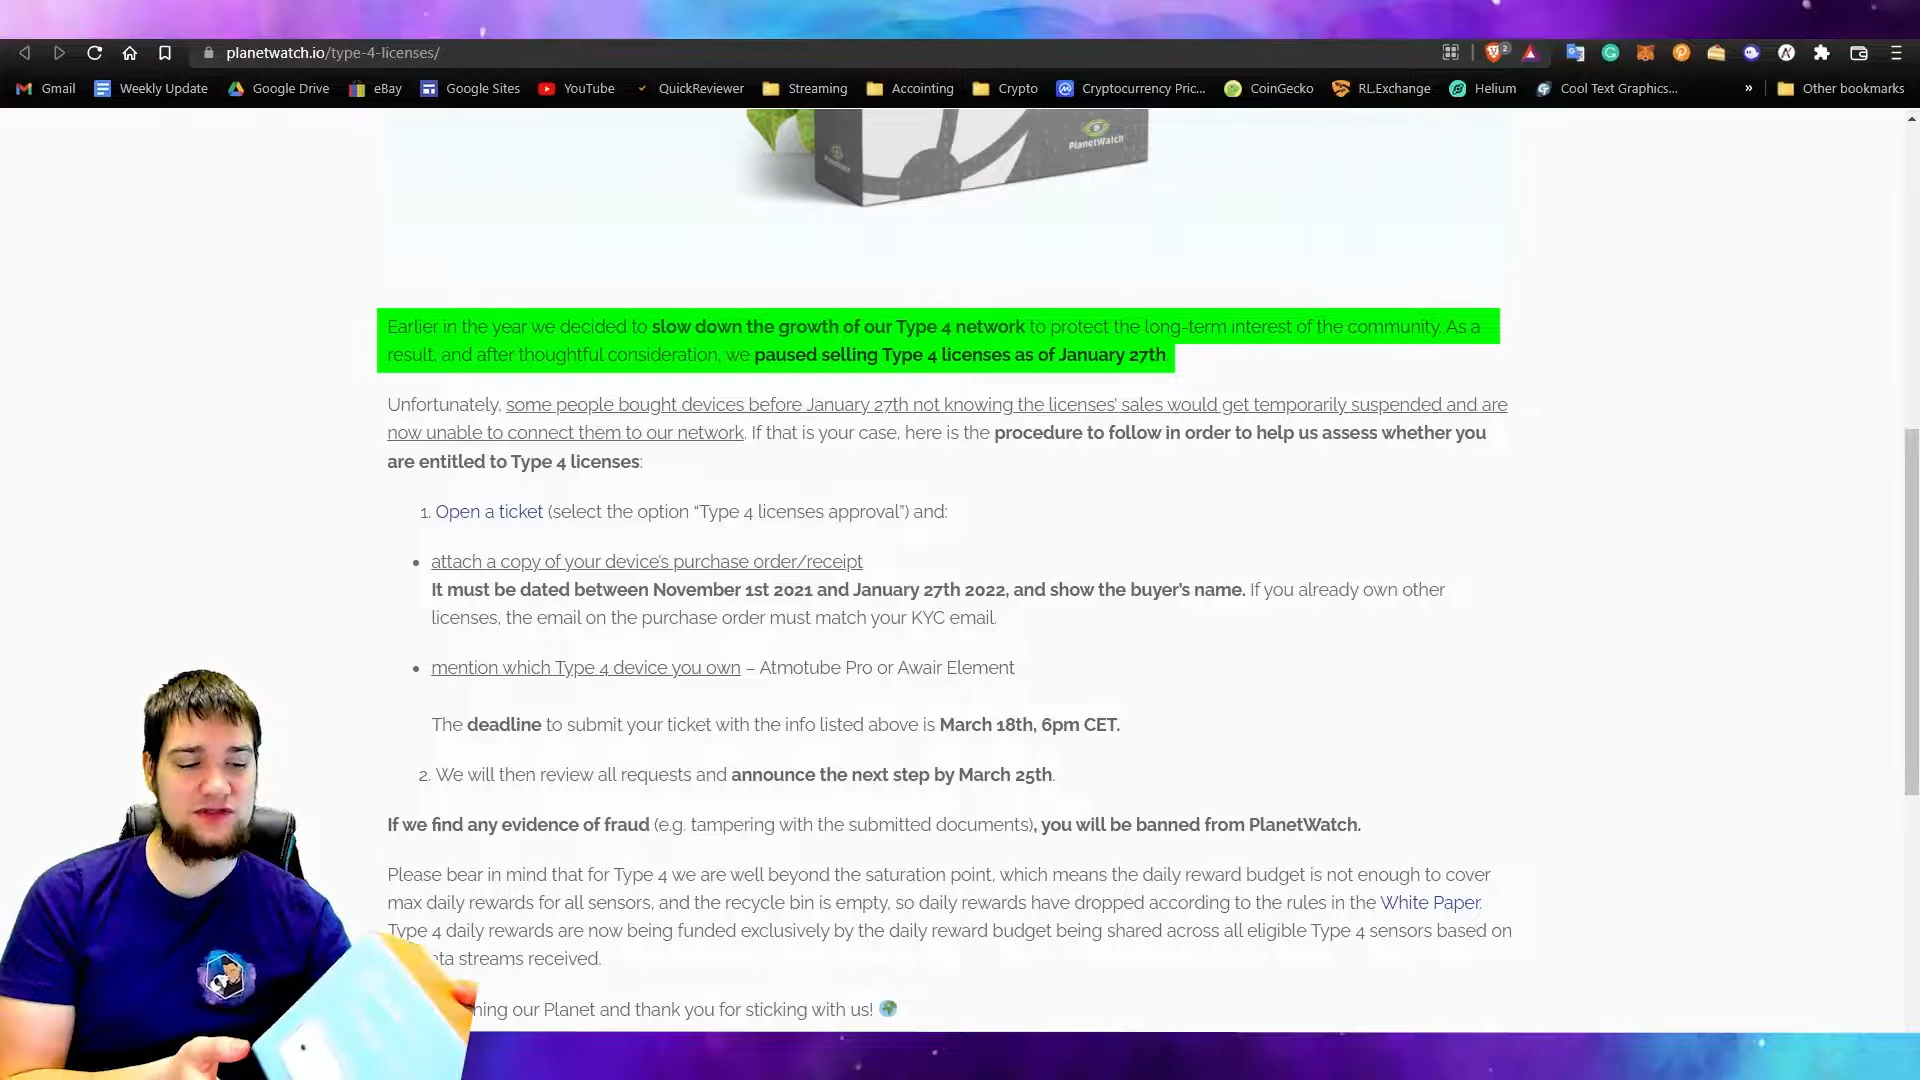 planetwatch.io/type-4-licenses/
2
Gmail Weekly Update Google Drive eBay Google Sites YouTube QuickReviewer Streaming Accointing Crypto Cryptocurrency Pric... CoinGecko RL.Exchange Helium Cool Text Graphics... » Other bookmarks
PlanetWatch
PlanetWatch
Earlier in the year we decided to slow down the growth of our Type 4 network to protect the long-term interest of the community. As a
result, and after thoughtful consideration, we paused selling Type 4 licenses as of January 27th.
Unfortunately, some people bought devices before January 27th not knowing the licenses' sales would get temporarily suspended and are
now unable to connect them to our network. If that is your case, here is the procedure to follow in order to help us assess whether you
are entitled to Type 4 licenses:
1. Open a ticket (select the option “Type 4 licenses approval”) and:
• attach a copy of your device's purchase order/receipt
It must be dated between November 1st 2021 and January 27th 2022, and show the buyer's name. If you already own other
licenses, the email on the purchase order must match your KYC email.
• mention which Type 4 device you own – Atmotube Pro or Awair Element
The deadline to submit your ticket with the info listed above is March 18th, 6pm CET.
2. We will then review all requests and announce the next step by March 25th.
If we find any evidence of fraud (e.g. tampering with the submitted documents), you will be banned from PlanetWatch.
Please bear in mind that for Type 4 we are well beyond the saturation point, which means the daily reward budget is not enough to cover
max daily rewards for all sensors, and the recycle bin is empty, so daily rewards have dropped according to the rules in the White Paper.
Type 4 daily rewards are now being funded exclusively by the daily reward budget being shared across all eligible Type 4 sensors based on
streams received.
our Planet and thank you for sticking with us!